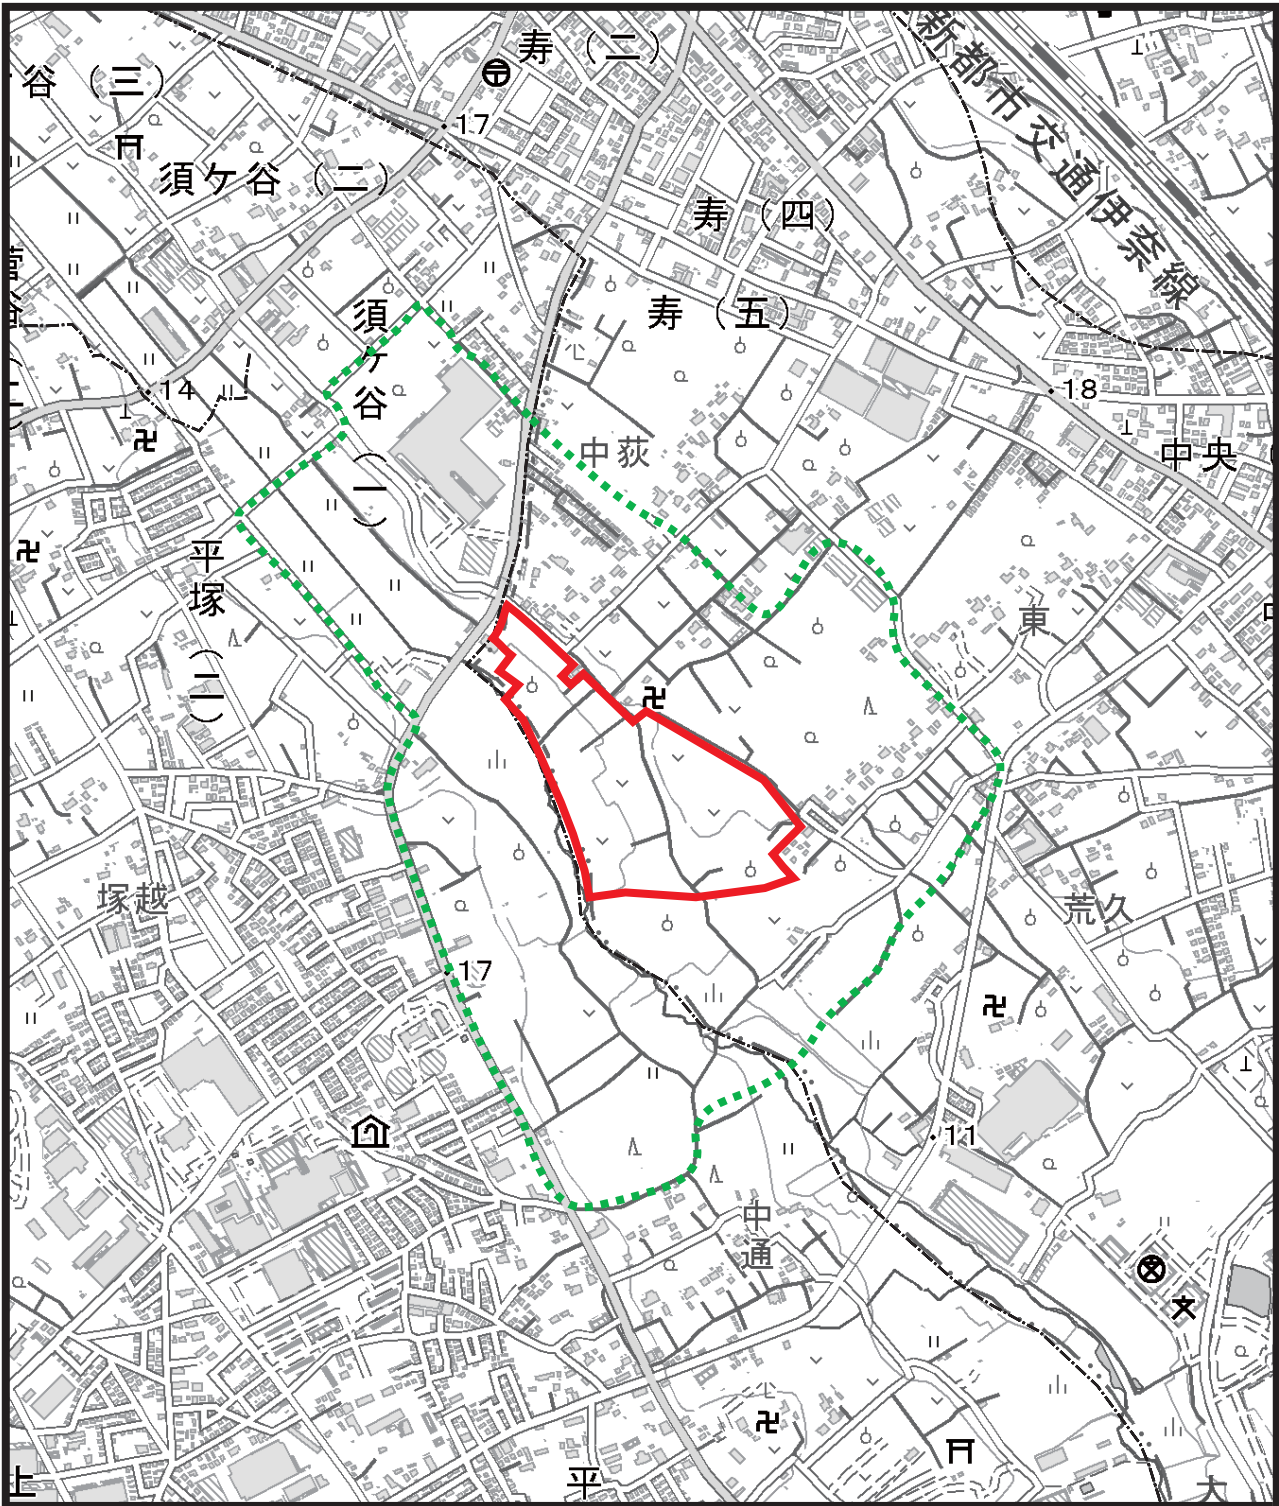 寿(二)
谷(三)
新都市交通伊奈線
17
須ケ谷(二)
寿(四)
寿(五)
須ケ谷(一)
14
18
中荻
中央
平塚(二)
東
塚越
荒久
17
11
中通
平
上